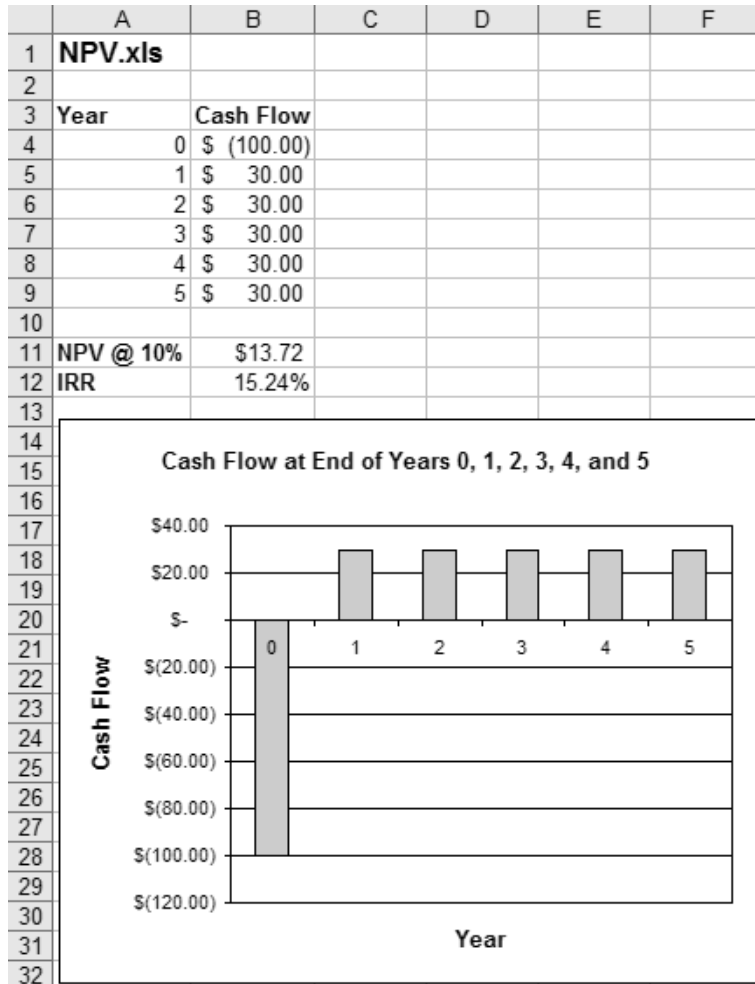 A B C D E F
1 NPV.xls
2
3 Year Cash Flow
4 0 $ (100.00)
5 1 $ 30.00
6 2 $ 30.00
7 3 $ 30.00
8 4 $ 30.00
9 5 $ 30.00
10
11 NPV @ 10% $13.72
12 IRR 15.24%
13
14
15
16
17
18
19
20
21
22
23
24
25
26
27
28
29
30
31
32
Cash Flow at End of Years 0, 1, 2, 3, 4, and 5
$40.00
$20.00
$-
0 1 2 3 4 5
$(20.00)
$(40.00)
$(60.00)
$(80.00)
$(100.00)
$(120.00)
Cash Flow
Year